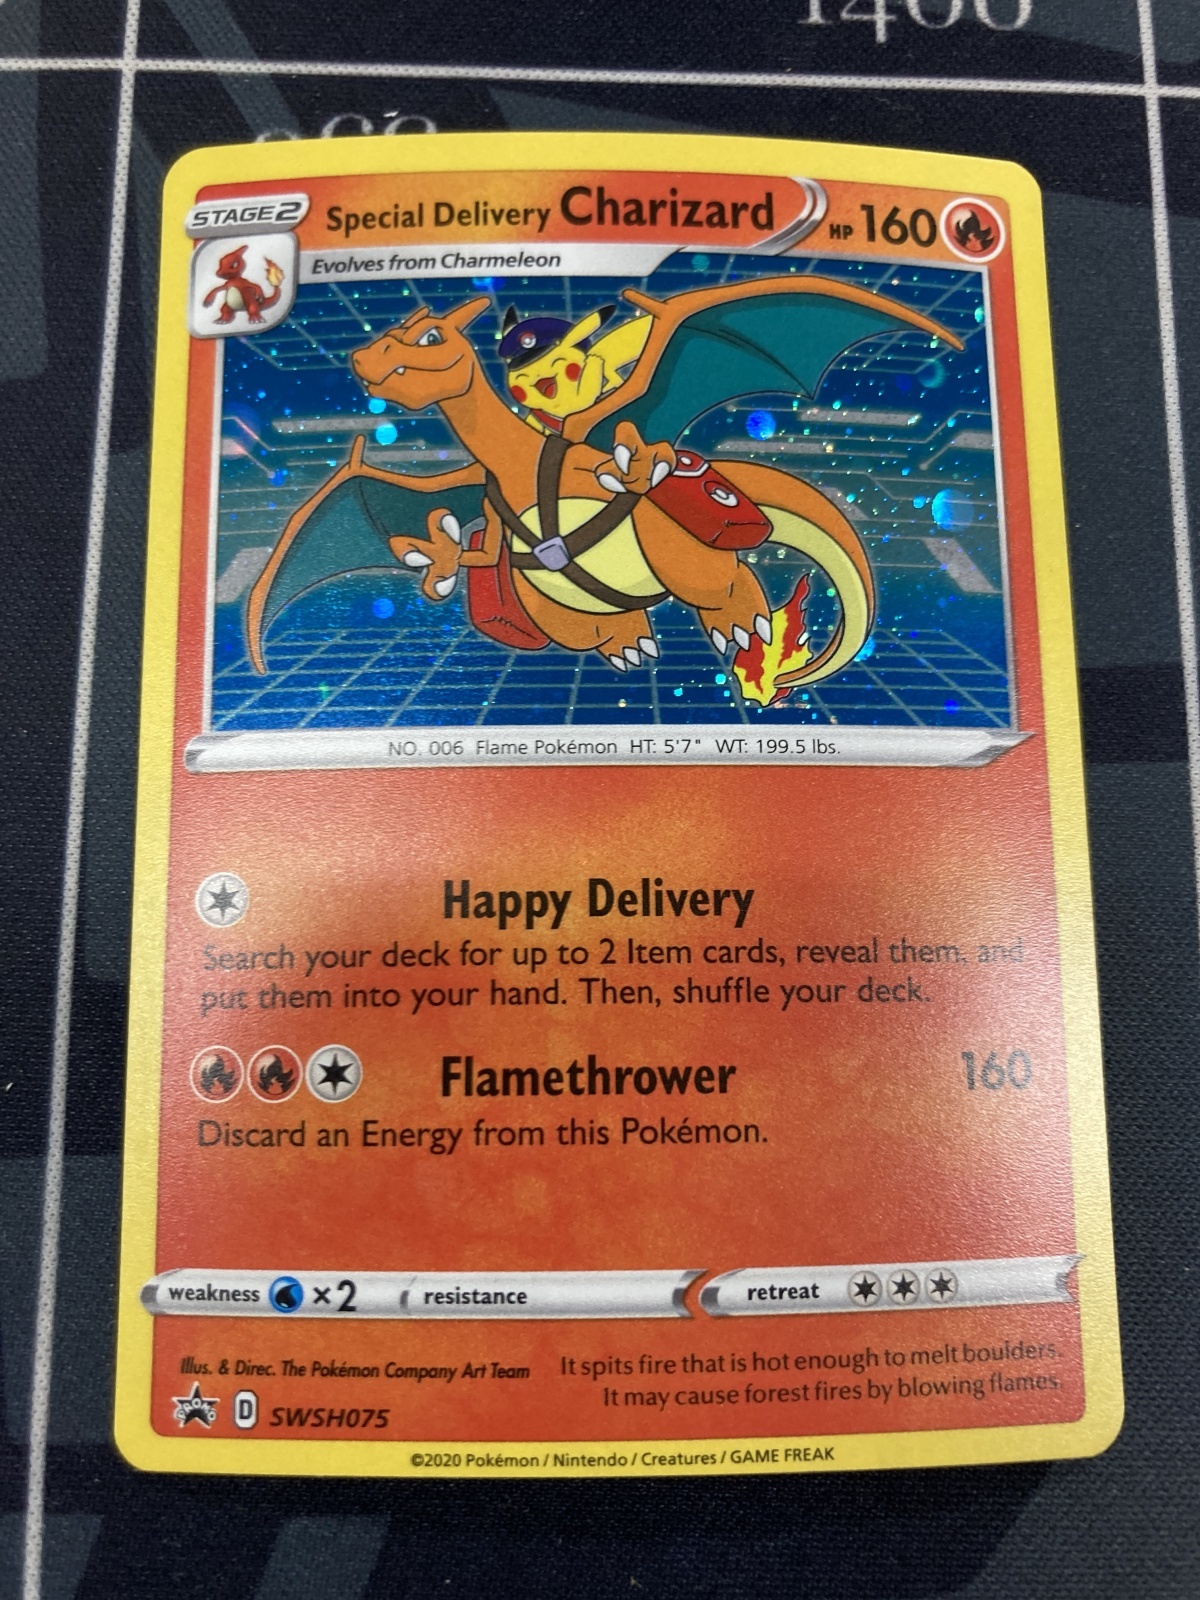 1400
STAGE2
Special Delivery Charizard
HP 160
Evolves from Charmeleon
NO. 006 Flame Pokémon HT: 5'7" WT: 199.5 lbs.
Happy Delivery
Search your deck for up to 2 Item cards, reveal them, and
put them into your hand. Then, shuffle your deck.
Flamethrower 160
Discard an Energy from this Pokémon.
weakness ×2 resistance retreat
Illus. & Direc. The Pokémon Company Art Team
It spits fire that is hot enough to melt boulders.
It may cause forest fires by blowing flames.
PROMO D SWSH075
©2020 Pokémon / Nintendo / Creatures / GAME FREAK